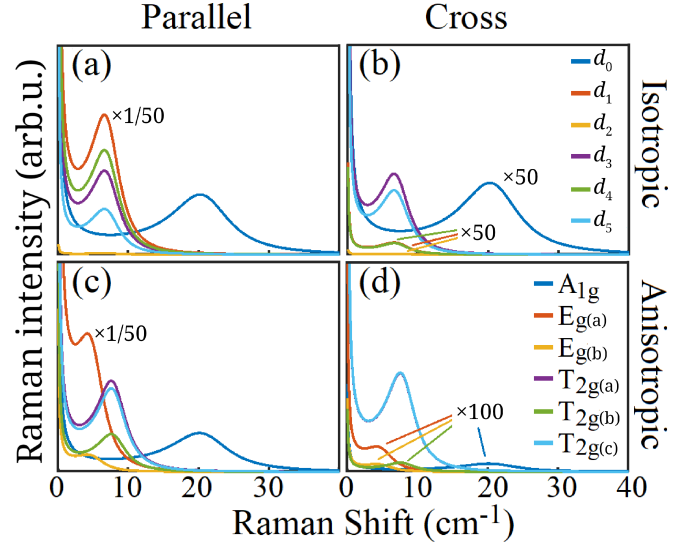 Parallel Cross
(a)
×1/50
(b)
×50
×50
d₀
d₁
d₂
d₃
d₄
d₅
Isotropic
Raman intensity (arb.u.)
(c)
×1/50
(d)
×100
A₁g
Eg(a)
Eg(b)
T₂g(a)
T₂g(b)
T₂g(c)
Anisotropic
0 10 20 30 0 10 20 30 40
Raman Shift (cm⁻¹)